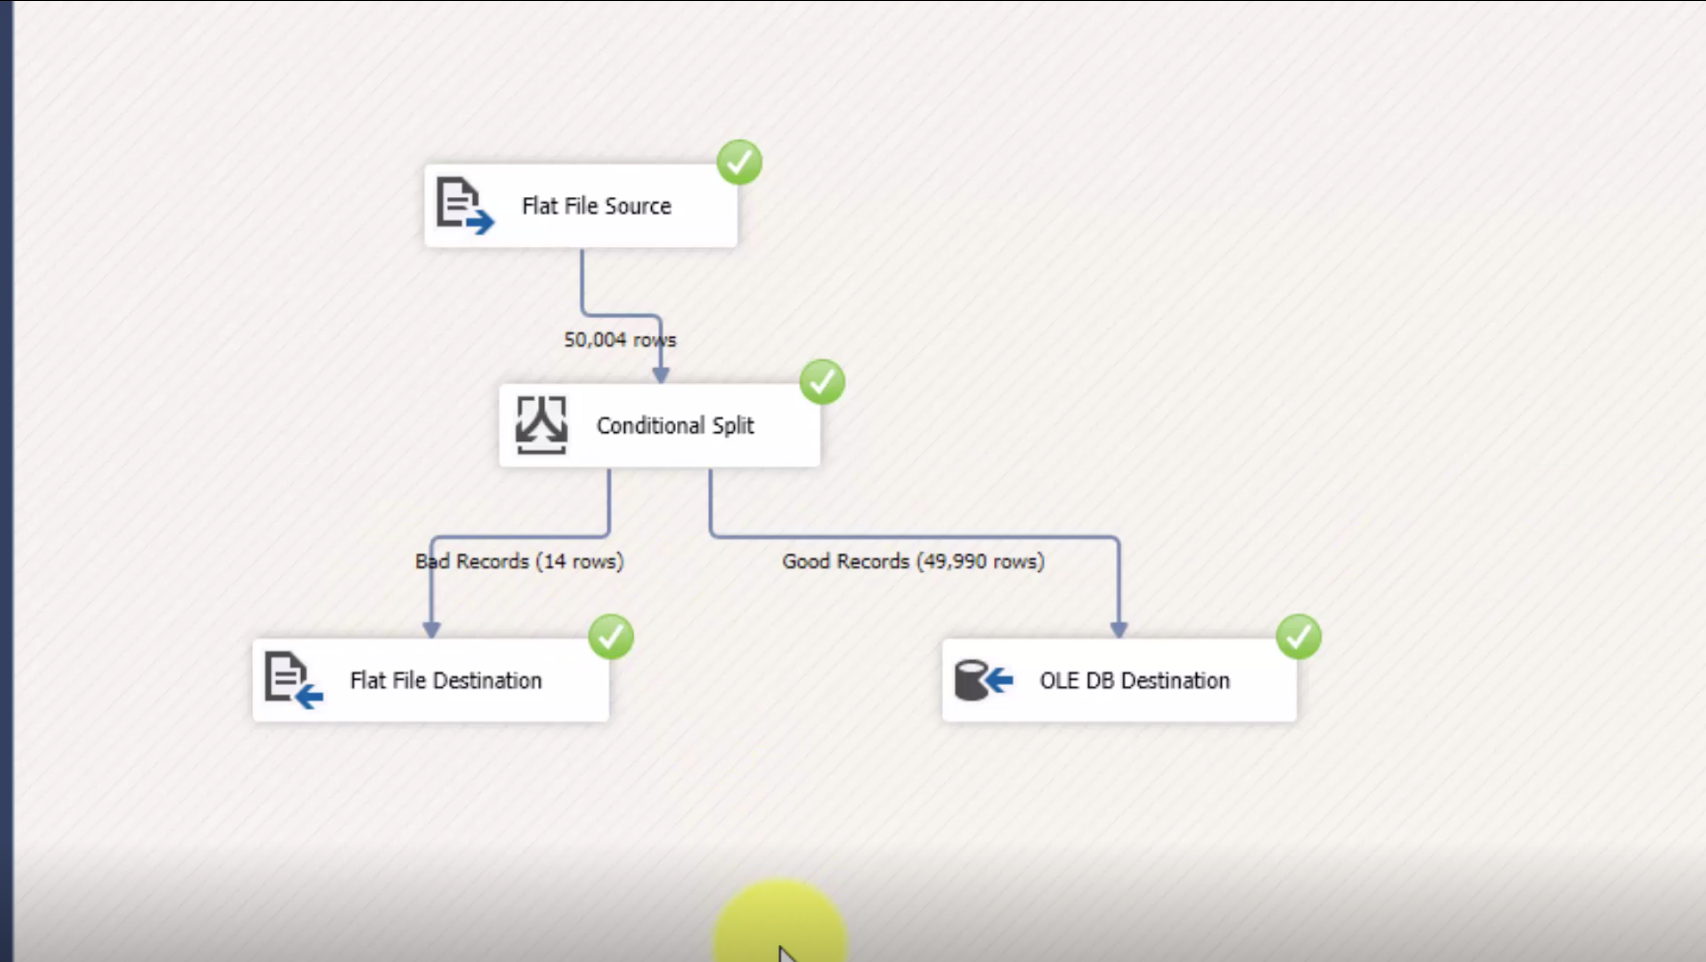 Flat File Source
50,004 rows
Conditional Split
Bad Records (14 rows)
Good Records (49,990 rows)
Flat File Destination
OLE DB Destination